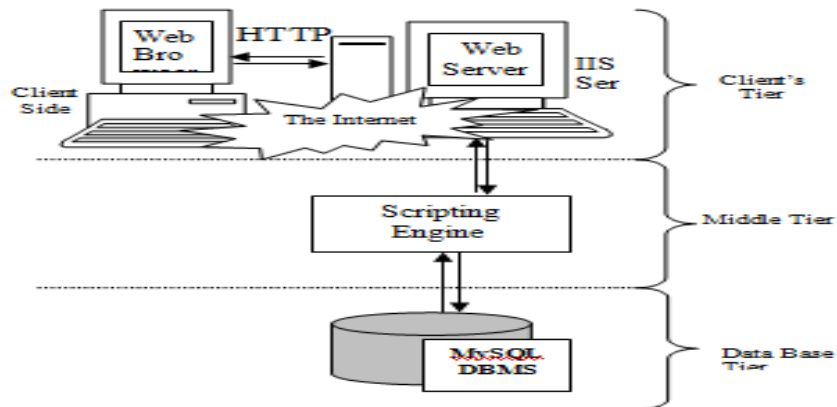 Web
Bro
HTTP
Web
Server
IIS
Ser
Client
Side
The Internet
Client's
Tier
Scripting
Engine
Middle Tier
MySQL
DBMS
Data Base
Tier